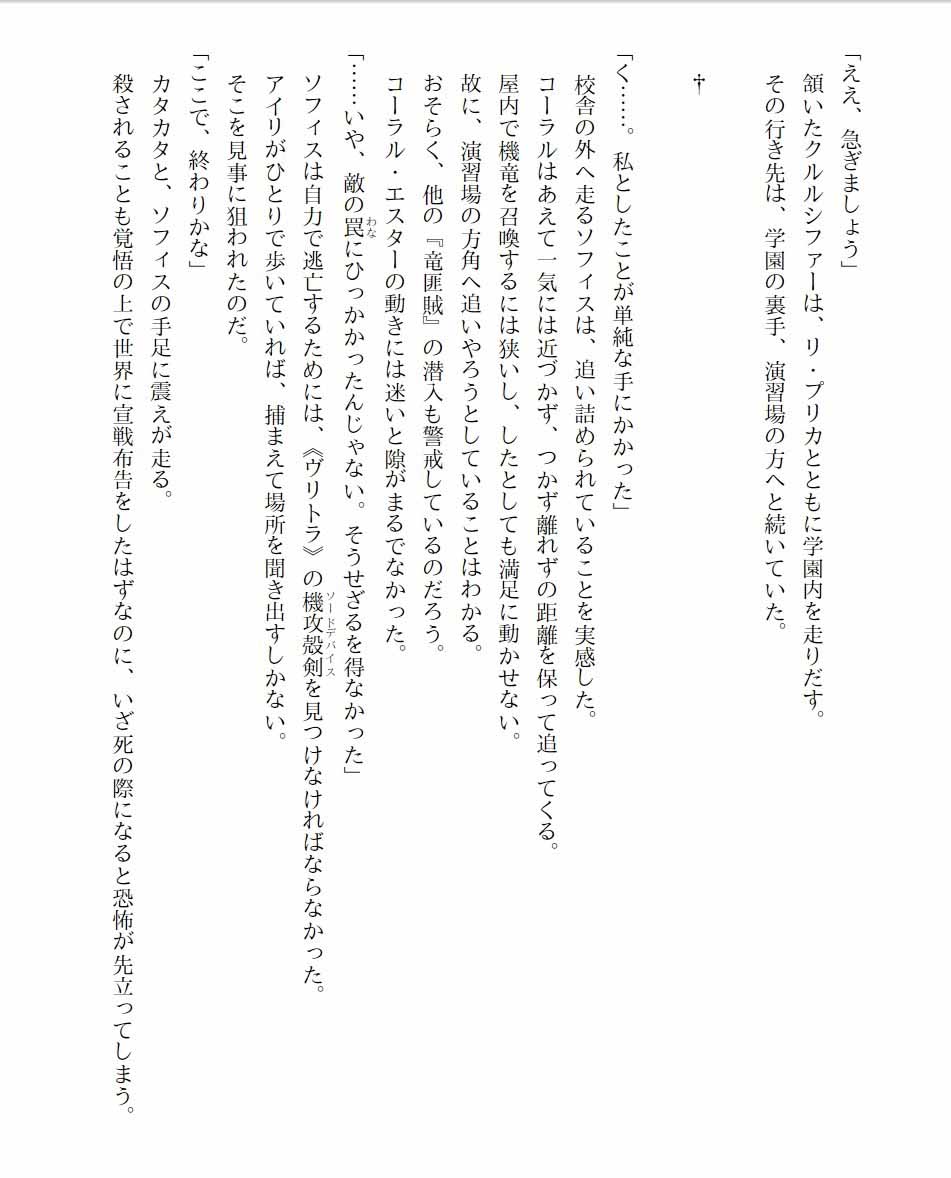 「ええ、急ぎましょう」
頷いたクルルシファーは、リ・プリカとともに学園内を走りだす。
その行き先は、学園の裏手、演習場の方へと続いていた。
†
「く……。私としたことが単純な手にかかった」
校舎の外へ走るソフィスは、追い詰められていることを実感した。
コーラルはあえて一気には近づかず、つかず離れずの距離を保って追ってくる。
屋内で機竜を召喚するには狭いし、したとしても満足に動かせない。
故に、演習場の方角へ追いやろうとしていることはわかる。
おそらく、他の『竜匪賊』の潜入も警戒しているのだろう。
コーラル・エスターの動きには迷いと隙がまるでなかった。
「……いや、敵の罠にひっかかったんじゃない。そうせざるを得なかった」
わな
ソフィスは自力で逃亡するためには、《ヴリトラ》の機攻殻剣を見つけなければならなかった。
ソードデバイス
アイリがひとりで歩いていれば、捕まえて場所を聞き出すしかない。
そこを見事に狙われたのだ。
「ここで、終わりかな」
カタカタと、ソフィスの手足に震えが走る。
殺されることも覚悟の上で世界に宣戦布告をしたはずなのに、いざ死の際になると恐怖が先立ってしまう。